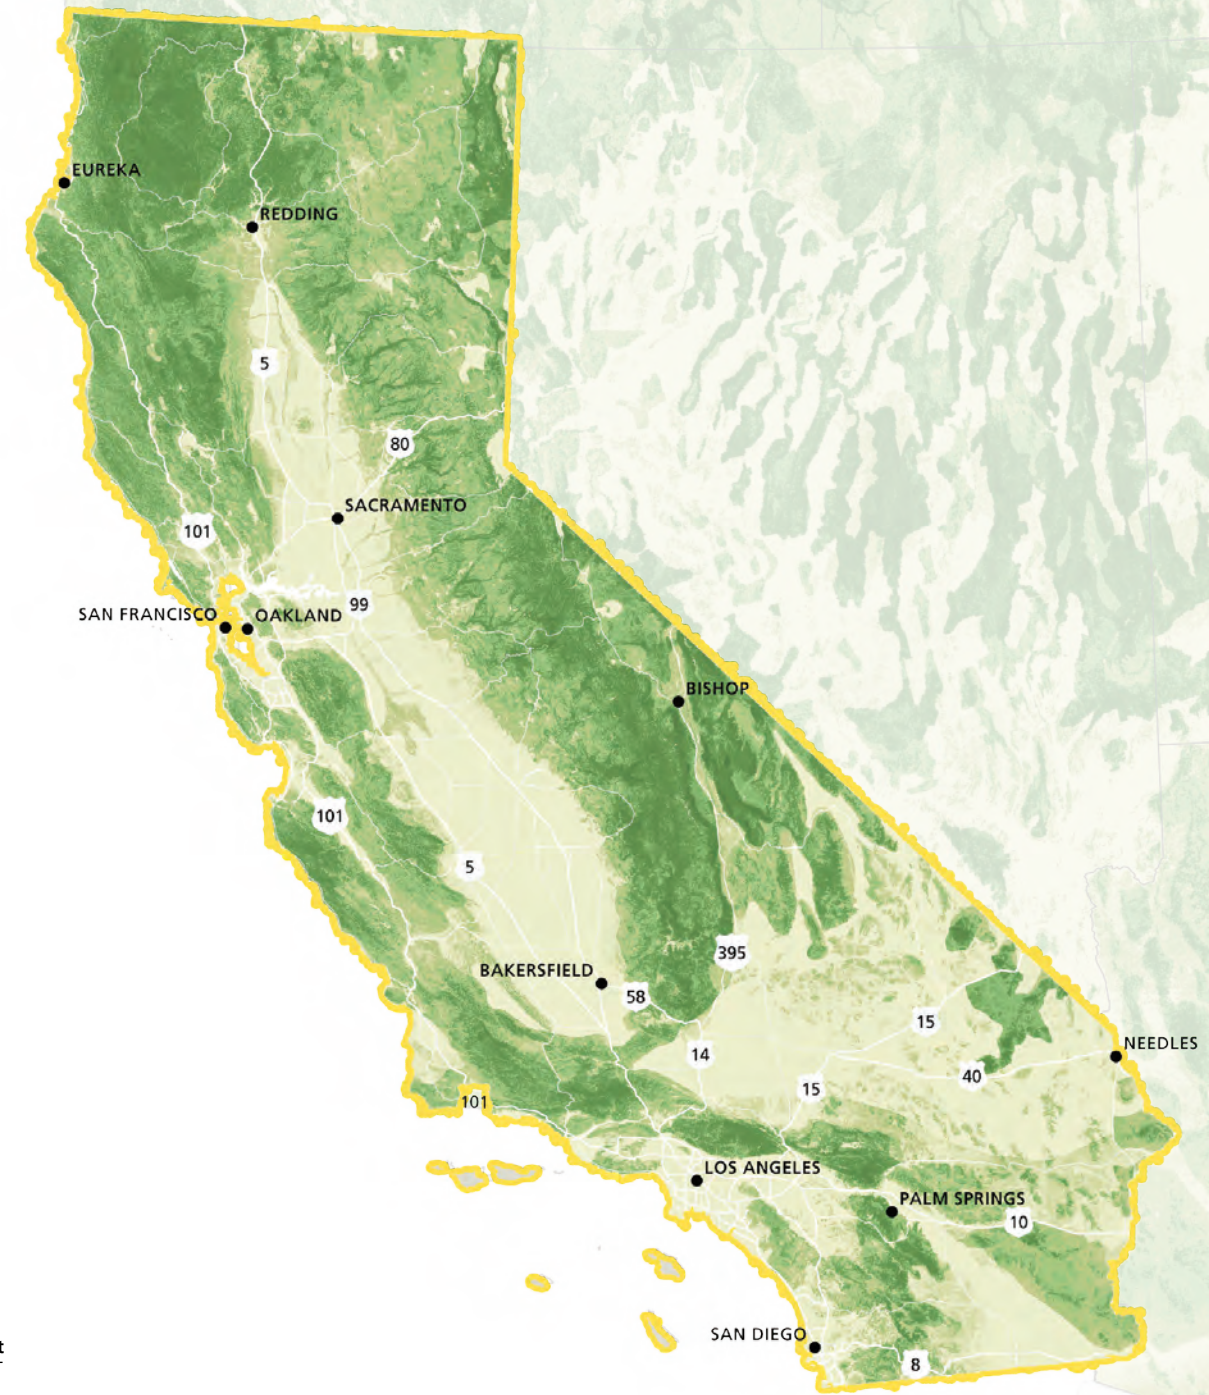 EUREKA
REDDING
5
80
SACRAMENTO
101
99
SAN FRANCISCO
OAKLAND
BISHOP
101
5
395
BAKERSFIELD
58
15
NEEDLES
14
40
15
101
LOS ANGELES
PALM SPRINGS
10
SAN DIEGO
8
t